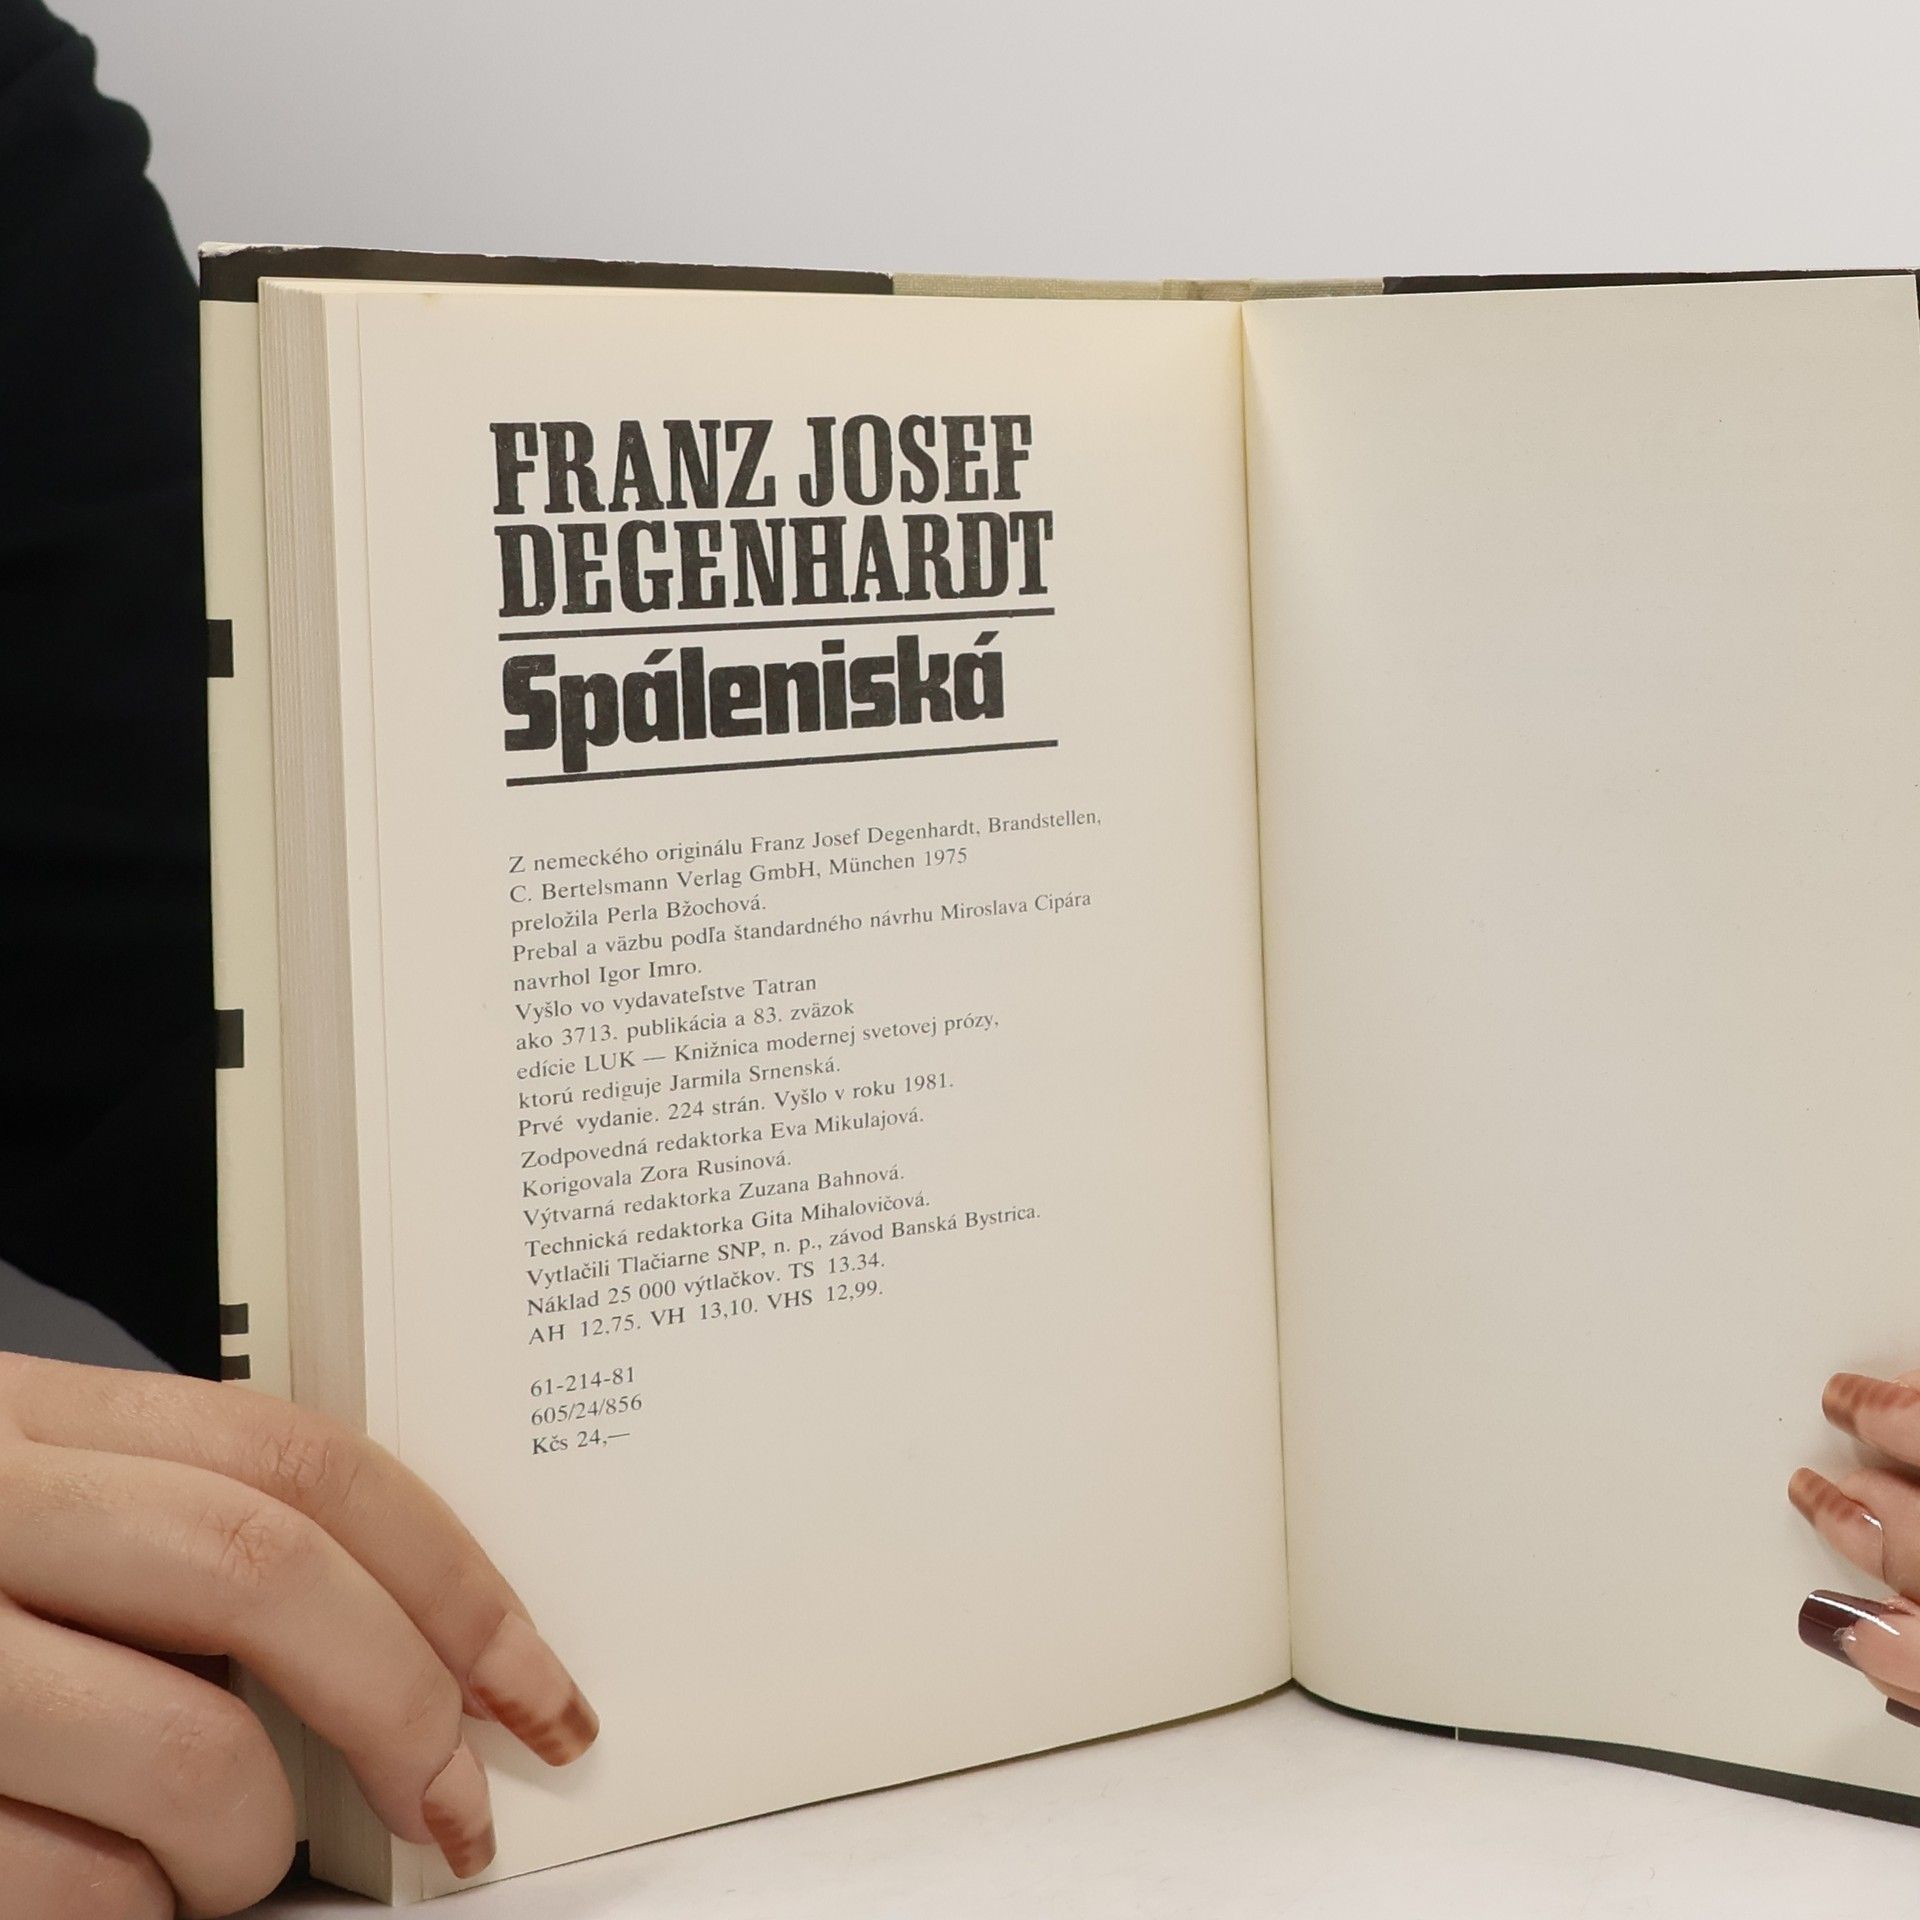 FRANZ JOSEF
DEGENHARDT
Spáleniská
Z nemeckého originálu Franz Josef Degenhardt, Brandstellen,
C. Bertelsmann Verlag GmbH, München 1975
preložila Perla Bžochová.
Prebal a väzbu podľa štandardného návrhu Miroslava Cipára
navrhol Igor Imro.
Vyšlo vo vydavateľstve Tatran
ako 3713. publikácia a 83. zväzok
edície LUK — Knižnica modernej svetovej prózy,
ktorú rediguje Jarmila Srnenská.
Prvé vydanie. 224 strán. Vyšlo v roku 1981.
Zodpovedná redaktorka Eva Mikulajová.
Korigovala Zora Rusinová.
Výtvarná redaktorka Zuzana Bahnová.
Technická redaktorka Gita Mihalovičová.
Vytlačili Tlačiarne SNP, n. p., závod Banská Bystrica.
Náklad 25 000 výtlačkov. TS 13.34.
AH 12,75. VH 13,10. VHS 12,99.
61-214-81
605/24/856
Kčs 24,—